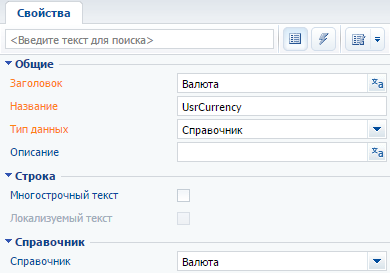 Свойства
<Введите текст для поиска>
Общие
Заголовок Валюта
Название UsrCurrency
Тип данных Справочник
Описание
Строка
Многострочный текст
Локализуемый текст
Справочник
Справочник Валюта